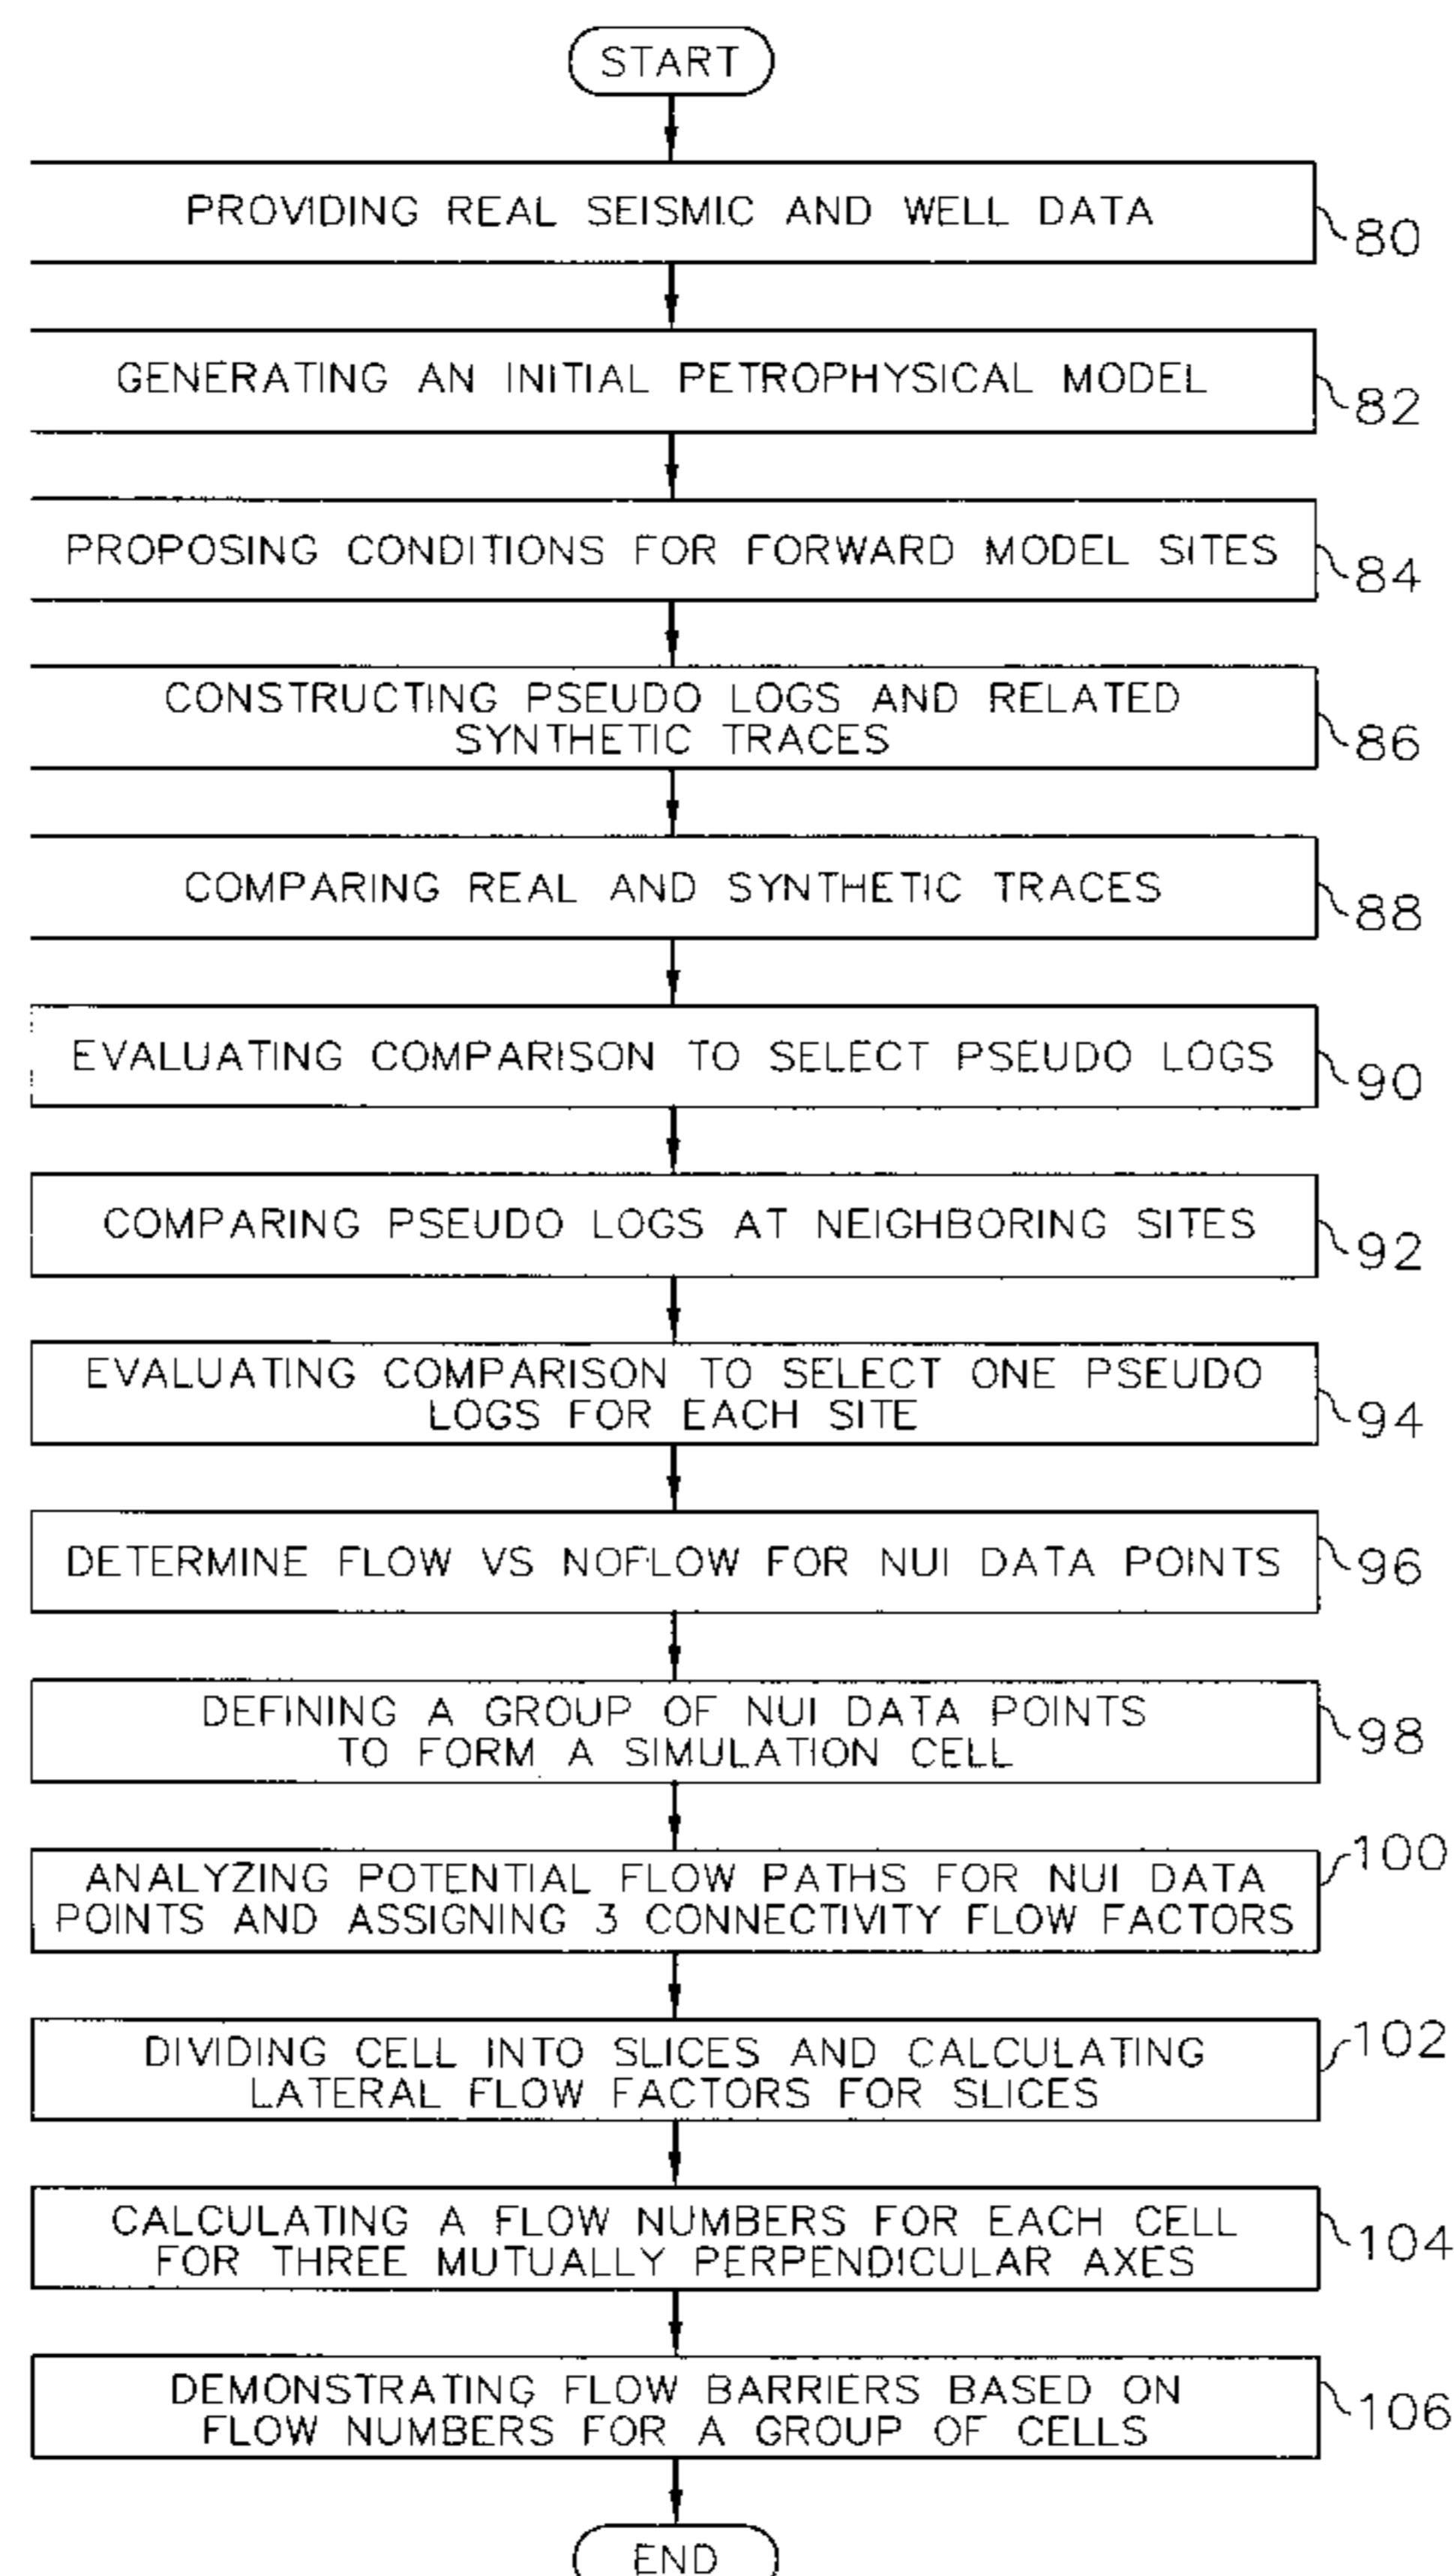 START
PROVIDING REAL SEISMIC AND WELL DATA
80
GENERATING AN INITIAL PETROPHYSICAL MODEL
82
PROPOSING CONDITIONS FOR FORWARD MODEL SITES
84
CONSTRUCTING PSEUDO LOGS AND RELATED
SYNTHETIC TRACES
86
COMPARING REAL AND SYNTHETIC TRACES
88
EVALUATING COMPARISON TO SELECT PSEUDO LOGS
90
COMPARING PSEUDO LOGS AT NEIGHBORING SITES
92
EVALUATING COMPARISON TO SELECT ONE PSEUDO
LOGS FOR EACH SITE
94
DETERMINE FLOW VS NOFLOW FOR NUI DATA POINTS
96
DEFINING A GROUP OF NUI DATA POINTS
TO FORM A SIMULATION CELL
98
ANALYZING POTENTIAL FLOW PATHS FOR NUI DATA
POINTS AND ASSIGNING 3 CONNECTIVITY FLOW FACTORS
100
DIVIDING CELL INTO SLICES AND CALCULATING
LATERAL FLOW FACTORS FOR SLICES
102
CALCULATING A FLOW NUMBERS FOR EACH CELL
FOR THREE MUTUALLY PERPENDICULAR AXES
104
DEMONSTRATING FLOW BARRIERS BASED ON
FLOW NUMBERS FOR A GROUP OF CELLS
106
END